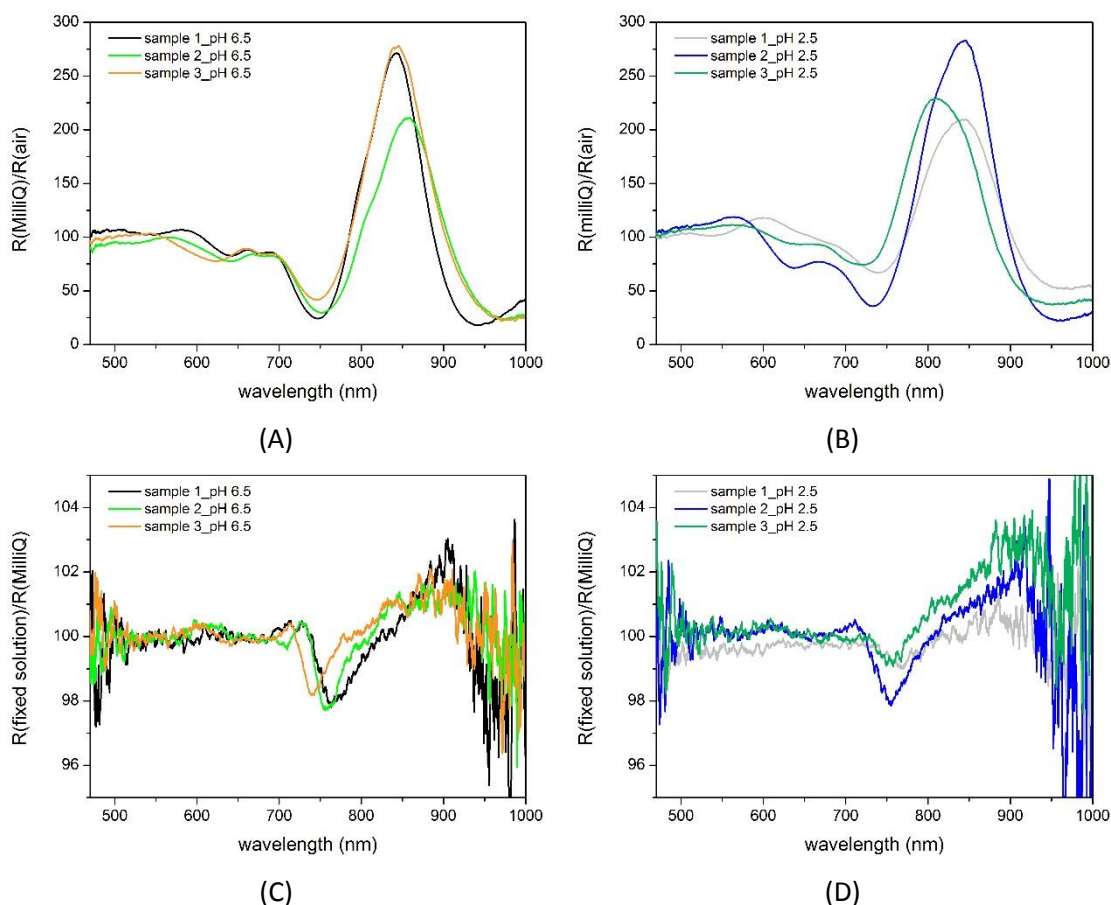 300
250
200
150
100
50
0
R(MilliQ)/R(air)
sample 1_pH 6.5
sample 2_pH 6.5
sample 3_pH 6.5
500 600 700 800 900 1000
wavelength (nm)
(A)
300
250
200
150
100
50
0
R(milliQ)/R(air)
sample 1_pH 2.5
sample 2_pH 2.5
sample 3_pH 2.5
500 600 700 800 900 1000
wavelength (nm)
(B)
104
102
100
98
96
R(fixed solution)/R(MilliQ)
sample 1_pH 6.5
sample 2_pH 6.5
sample 3_pH 6.5
500 600 700 800 900 1000
wavelength (nm)
(C)
104
102
100
98
96
R(fixed solution)/R(MilliQ)
sample 1_pH 2.5
sample 2_pH 2.5
sample 3_pH 2.5
500 600 700 800 900 1000
wavelength (nm)
(D)